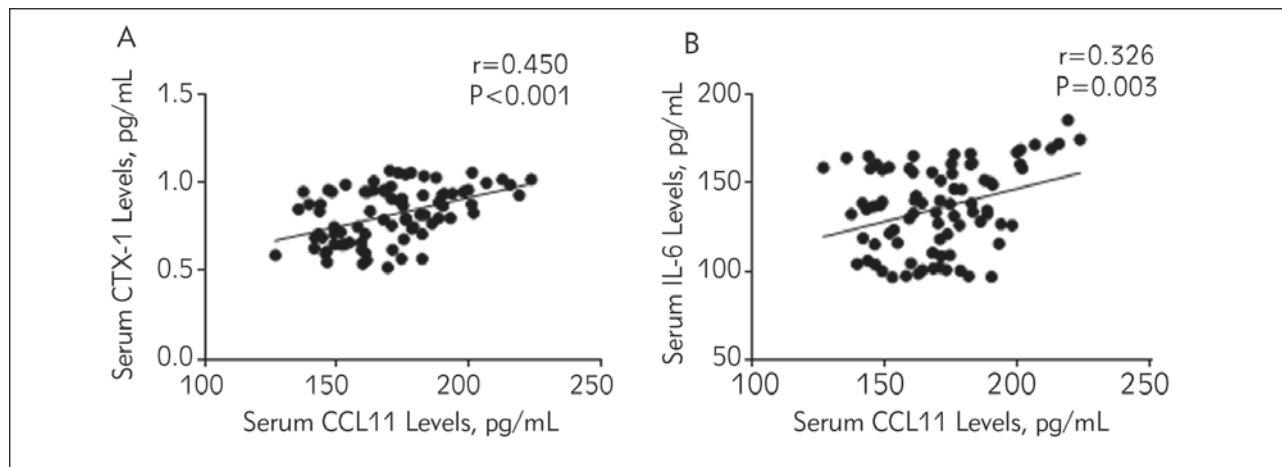 A
r=0.450
P<0.001
Serum CTX-1 Levels, pg/mL
1.5
1.0
0.5
0.0
100 150 200 250
Serum CCL11 Levels, pg/mL
B
r=0.326
P=0.003
Serum IL-6 Levels, pg/mL
200
150
100
50
100 150 200 250
Serum CCL11 Levels, pg/mL